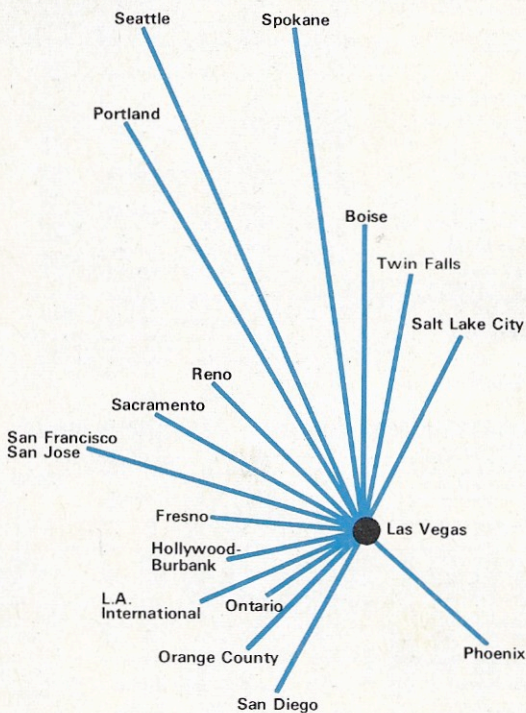 Seattle
Spokane
Portland
Boise
Twin Falls
Salt Lake City
Reno
Sacramento
San Francisco
San Jose
Fresno
Las Vegas
Hollywood-
Burbank
L.A.
International
Ontario
Orange County
Phoenix
San Diego